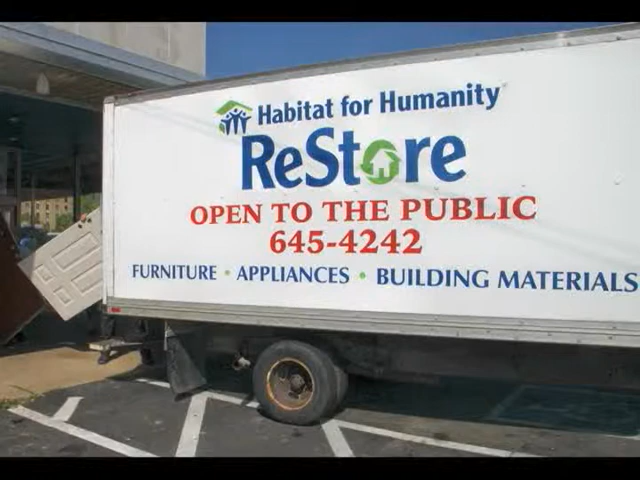 Habitat for Humanity
ReStore
OPEN TO THE PUBLIC
645-4242
FURNITURE • APPLIANCES • BUILDING MATERIALS